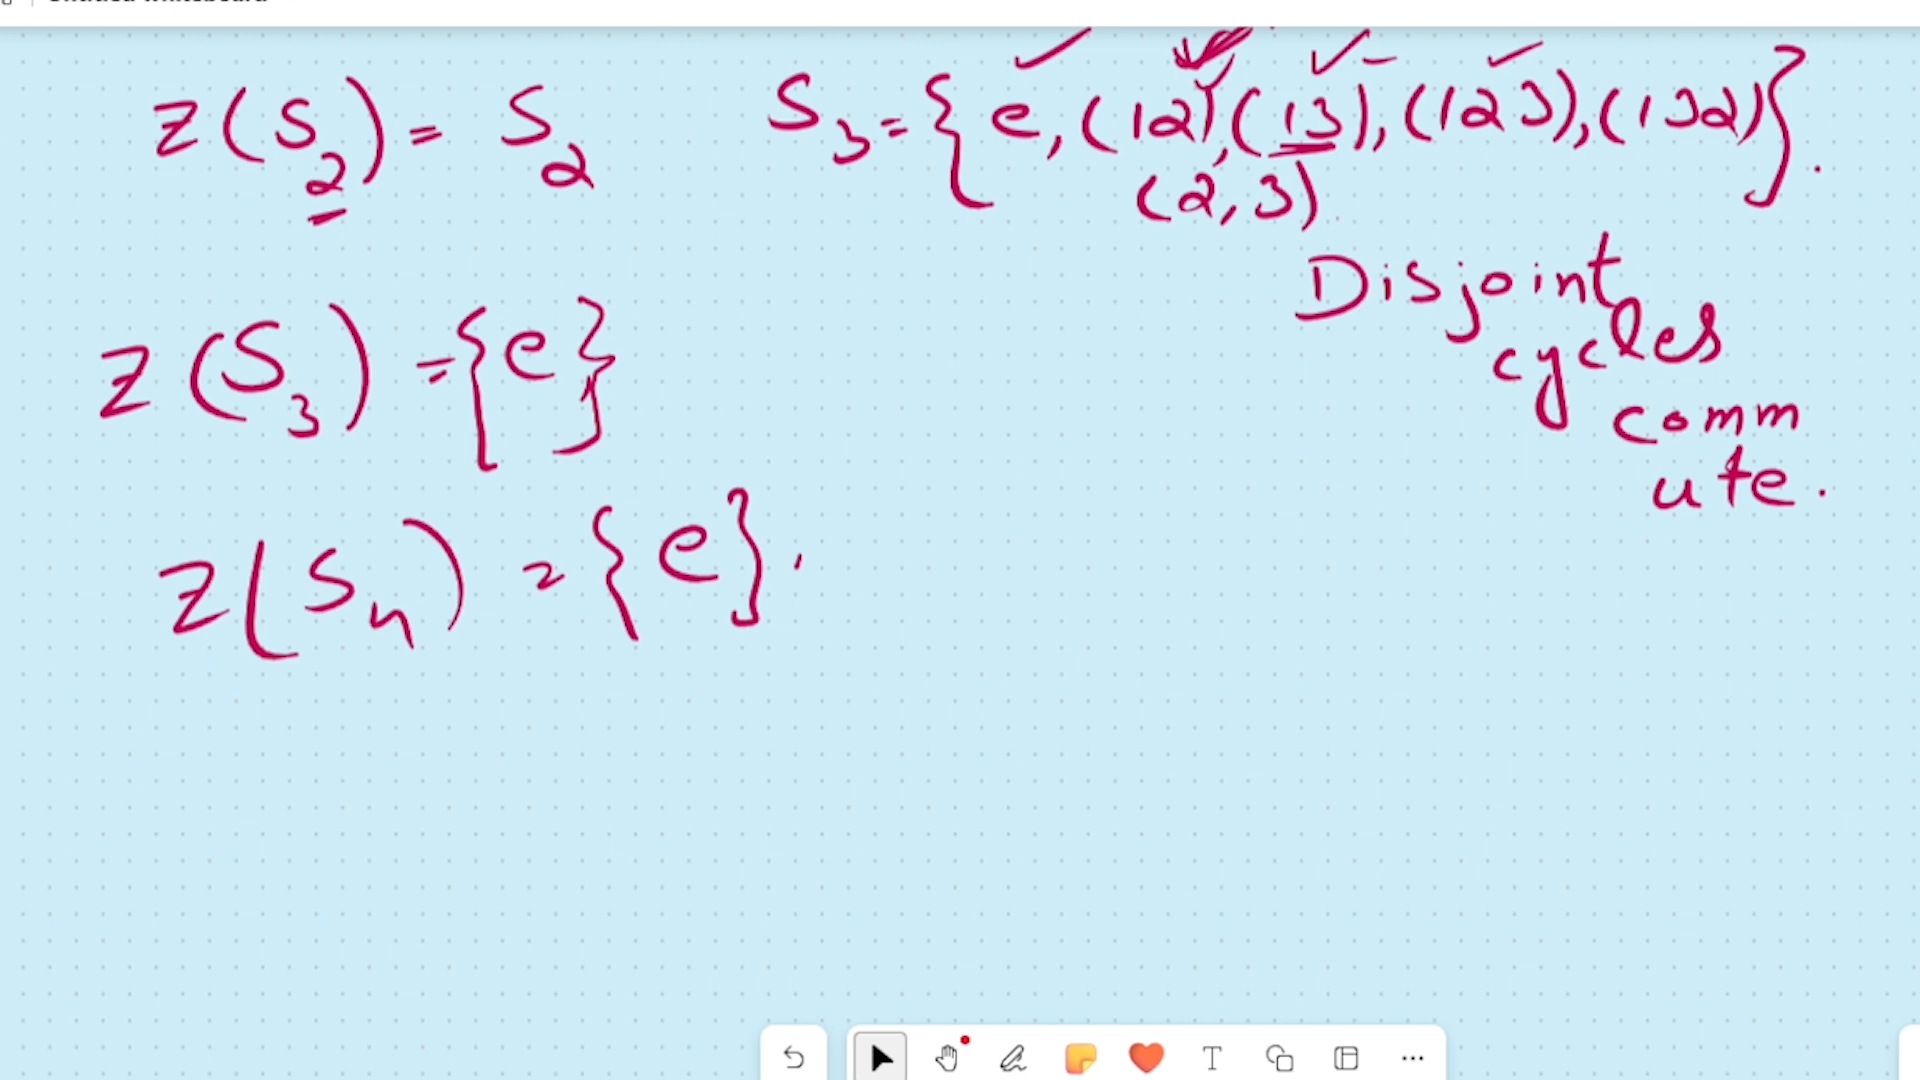 Z(S₂) = S₂
S₃ = {e, (12), (13), (123), (132)}.
(2,3)
Disjoint
cycles
comm
ute.
Z(S₃) = {e}
Z(Sₙ) = {e}.
T